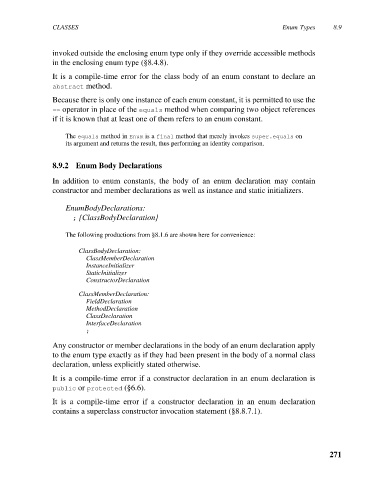 CLASSES Enum Types 8.9
invoked outside the enclosing enum type only if they override accessible methods
in the enclosing enum type (§8.4.8).
It is a compile-time error for the class body of an enum constant to declare an
abstract method.
Because there is only one instance of each enum constant, it is permitted to use the
== operator in place of the equals method when comparing two object references
if it is known that at least one of them refers to an enum constant.
The equals method in Enum is a final method that merely invokes super.equals on
its argument and returns the result, thus performing an identity comparison.
8.9.2 Enum Body Declarations
In addition to enum constants, the body of an enum declaration may contain
constructor and member declarations as well as instance and static initializers.
EnumBodyDeclarations:
; {ClassBodyDeclaration}
The following productions from §8.1.6 are shown here for convenience:
ClassBodyDeclaration:
ClassMemberDeclaration
InstanceInitializer
StaticInitializer
ConstructorDeclaration
ClassMemberDeclaration:
FieldDeclaration
MethodDeclaration
ClassDeclaration
InterfaceDeclaration
;
Any constructor or member declarations in the body of an enum declaration apply
to the enum type exactly as if they had been present in the body of a normal class
declaration, unless explicitly stated otherwise.
It is a compile-time error if a constructor declaration in an enum declaration is
public or protected (§6.6).
It is a compile-time error if a constructor declaration in an enum declaration
contains a superclass constructor invocation statement (§8.8.7.1).
271